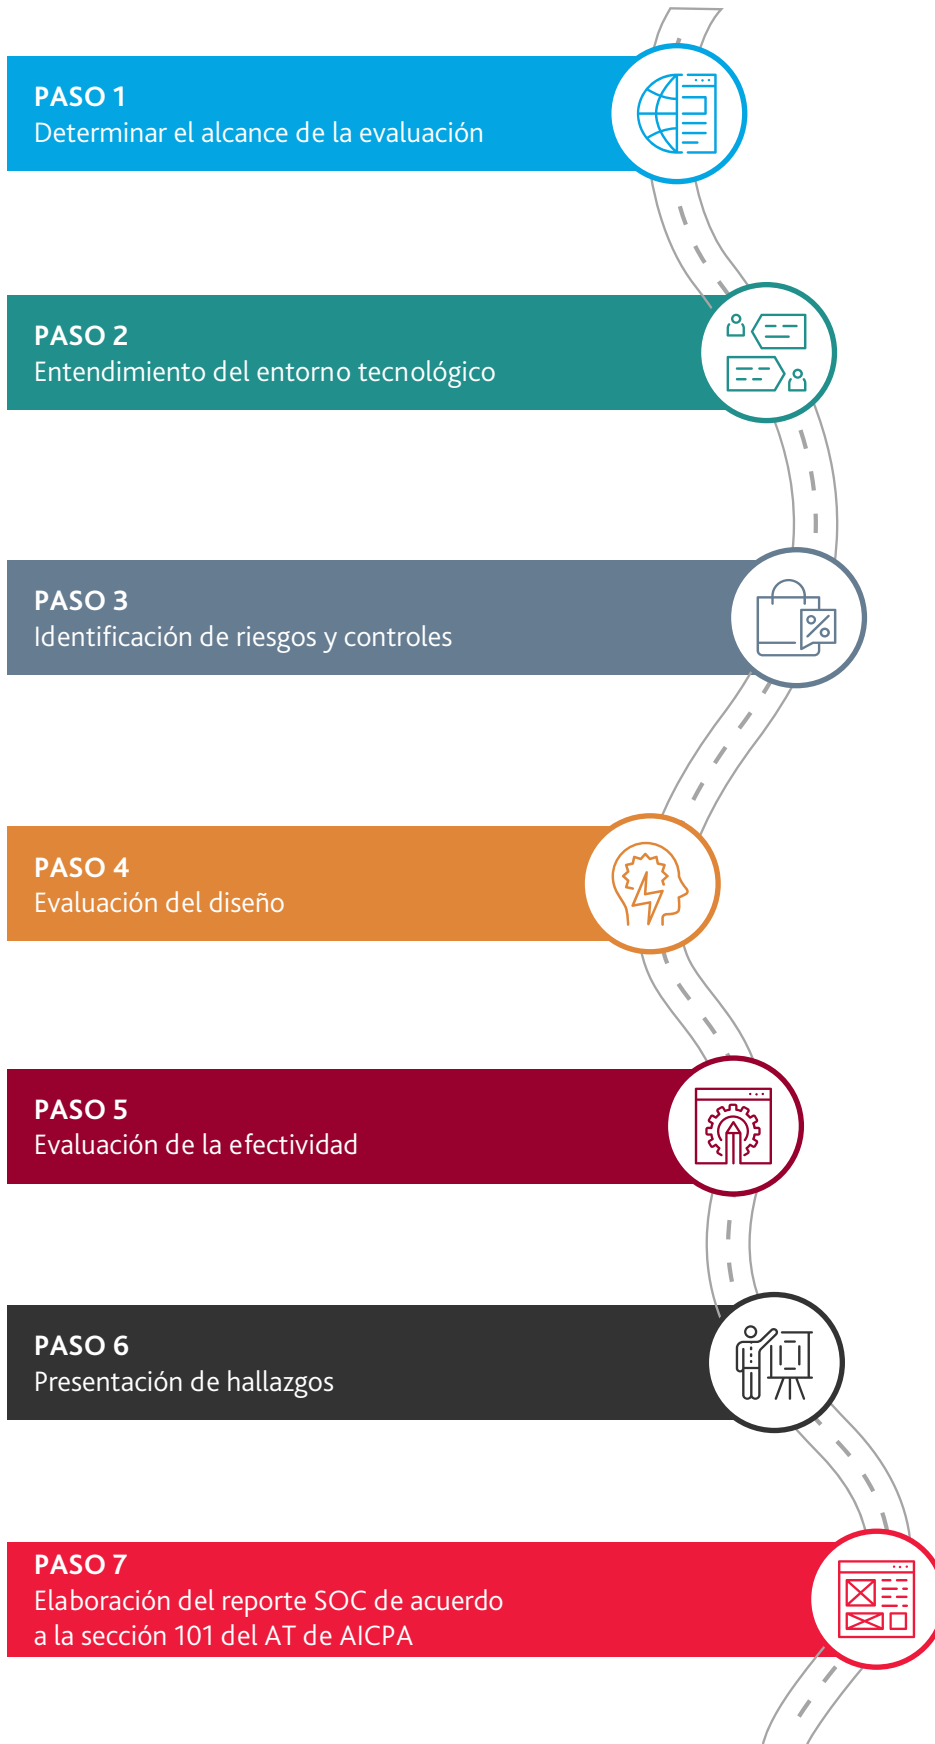 PASO 1
Determinar el alcance de la evaluación
PASO 2
Entendimiento del entorno tecnológico
PASO 3
Identificación de riesgos y controles
PASO 4
Evaluación del diseño
PASO 5
Evaluación de la efectividad
PASO 6
Presentación de hallazgos
PASO 7
Elaboración del reporte SOC de acuerdo
a la sección 101 del AT de AICPA